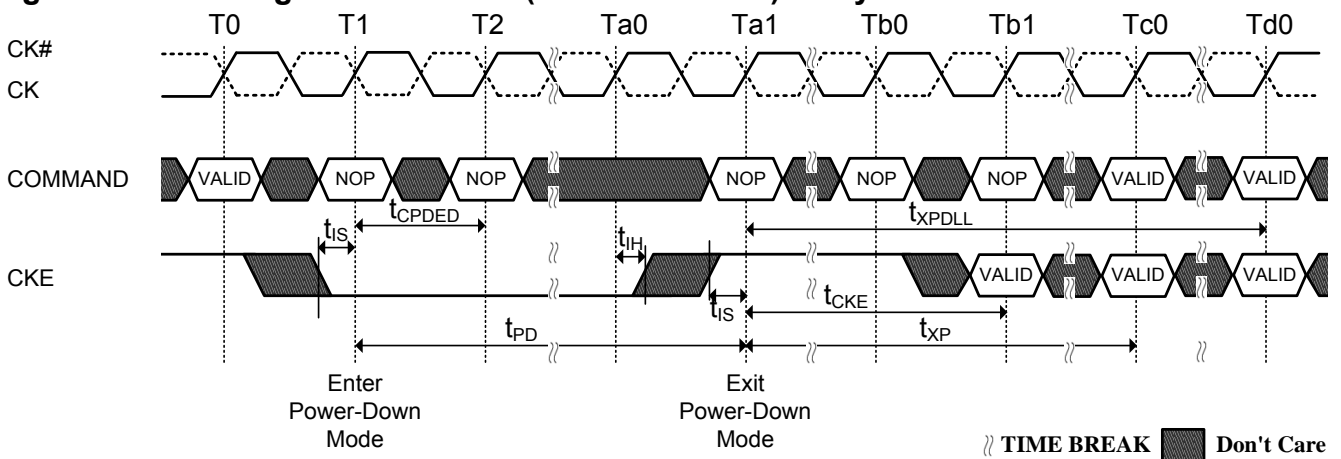 T0 T1 T2 Ta0 Ta1 Tb0 Tb1 Tc0 Td0
CK#
CK
COMMAND VALID NOP NOP NOP NOP NOP VALID VALID
tCPDED tXPDLL
tIS tIH
CKE VALID VALID VALID
tIS tCKE
tPD tXP
Enter
Power-Down
Mode
Exit
Power-Down
Mode
TIME BREAK Don't Care